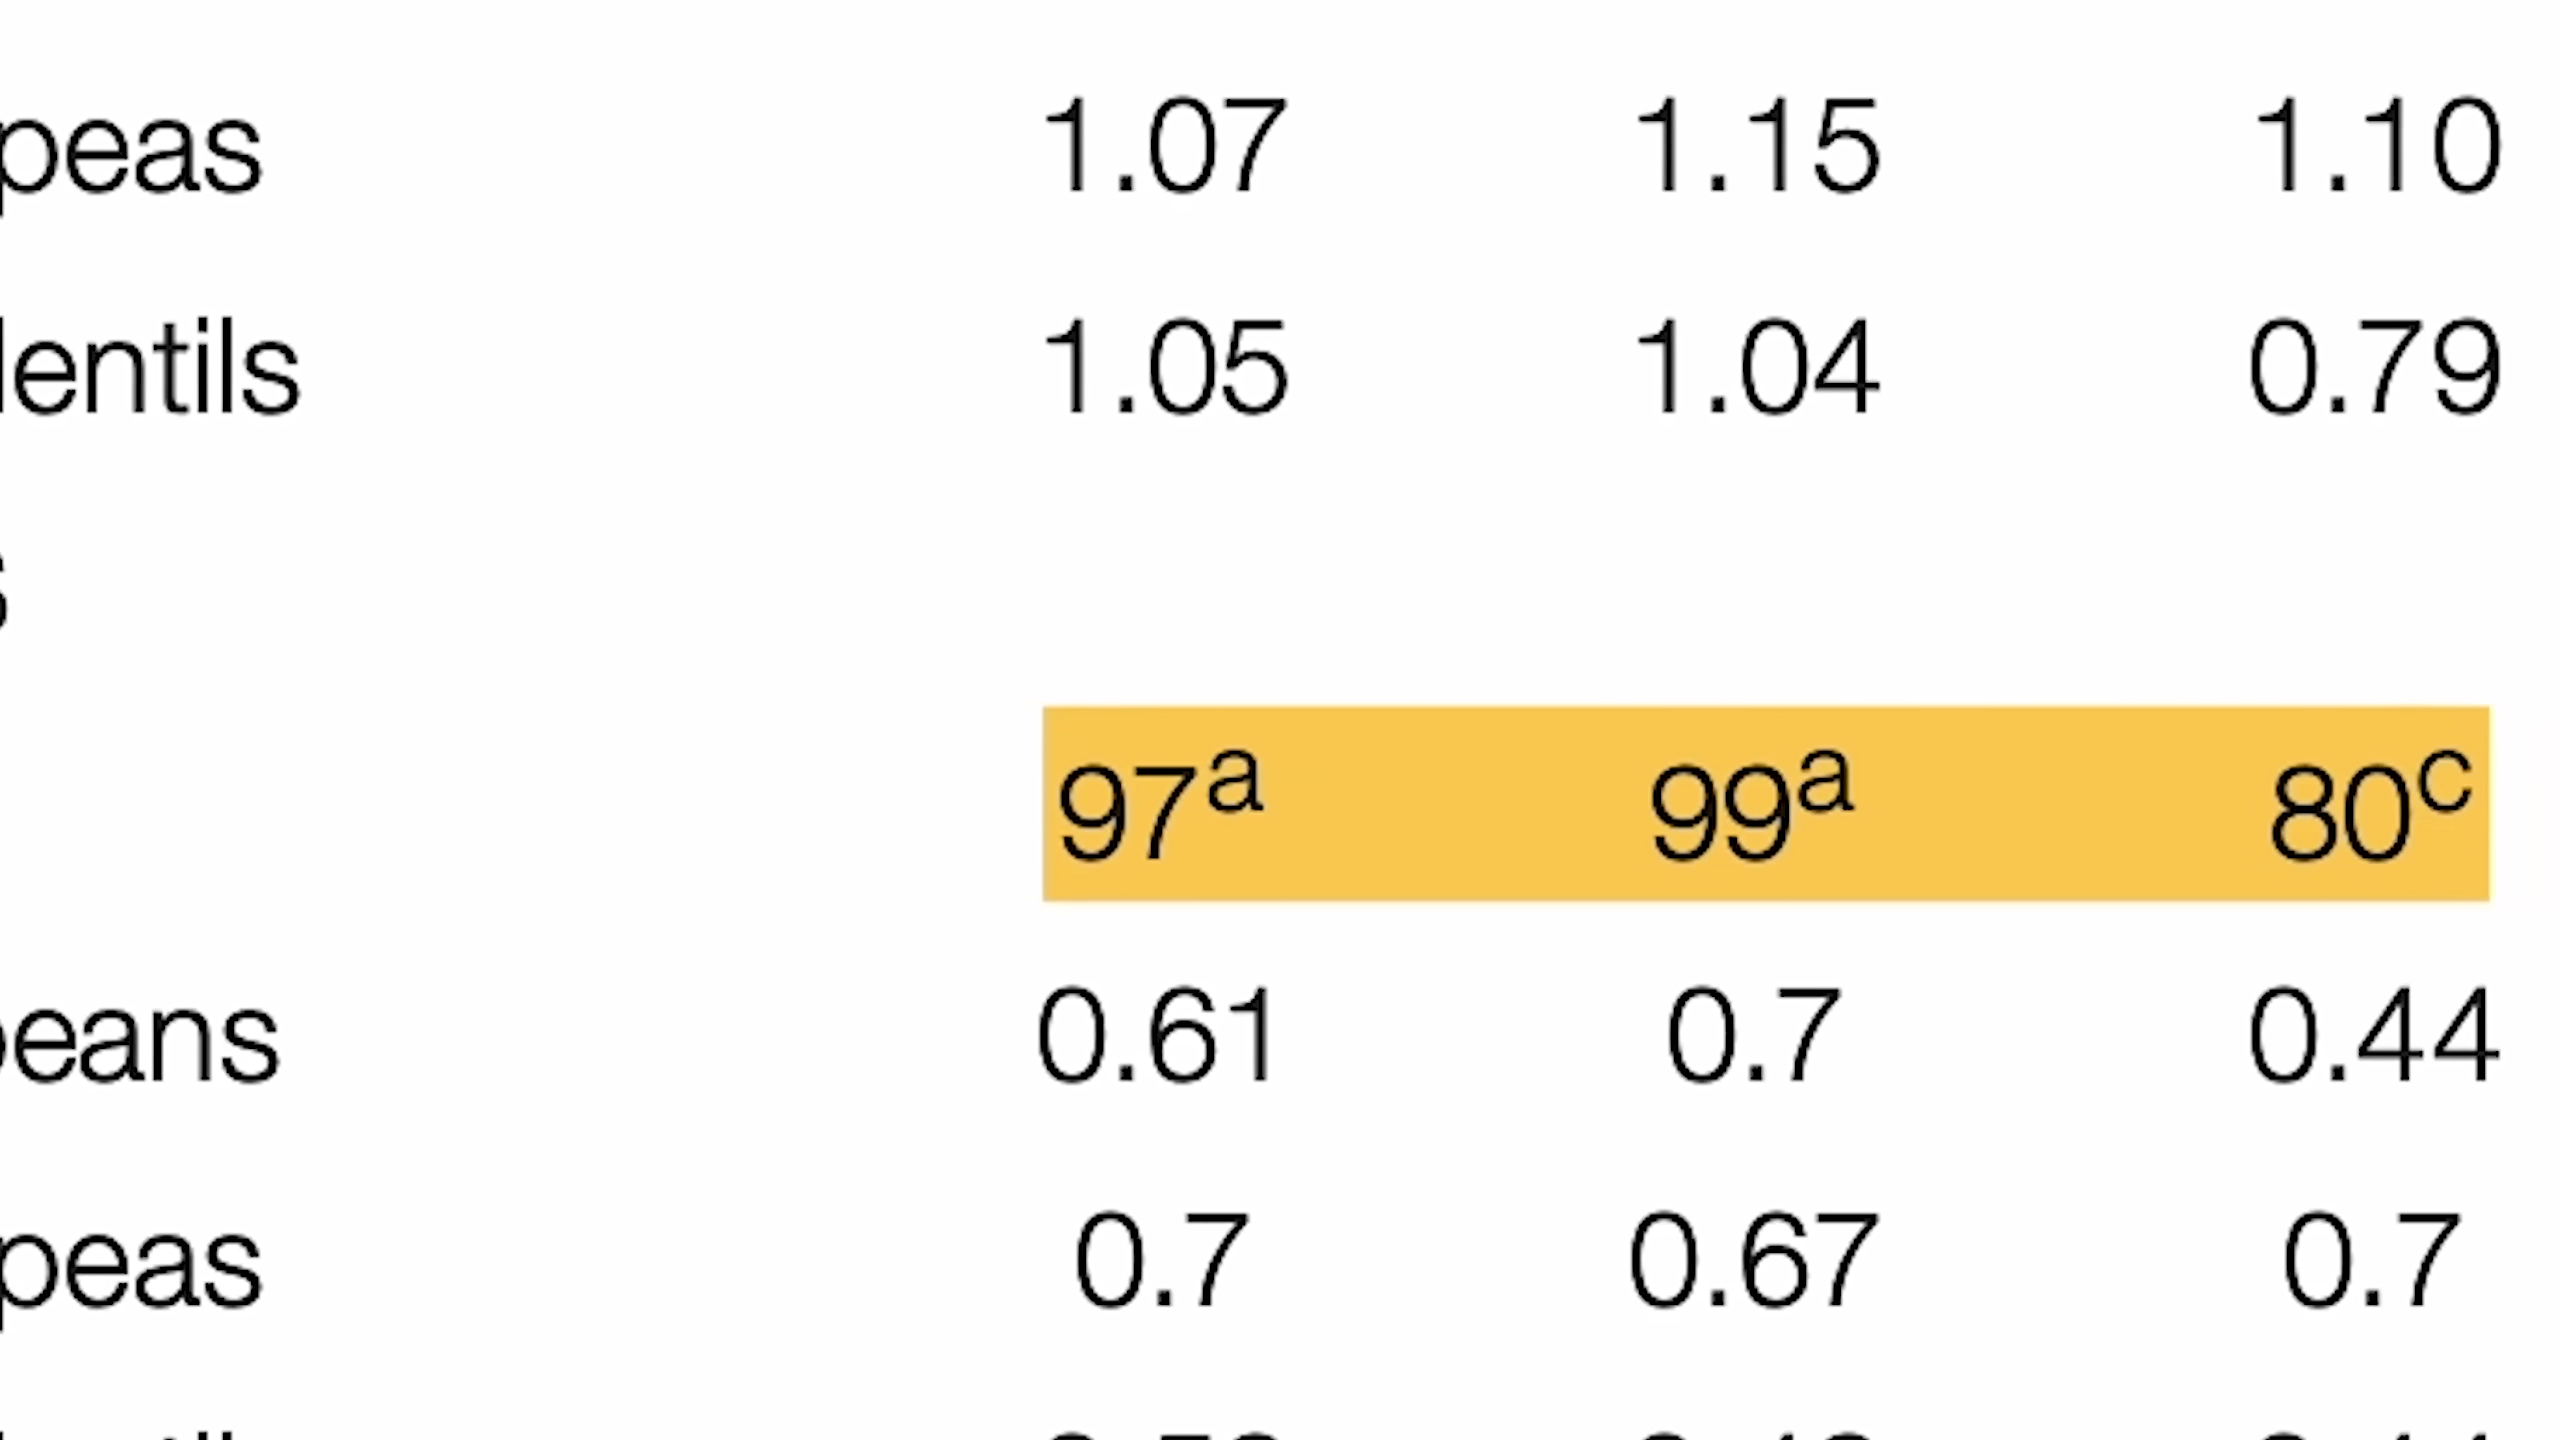 peas 1.07 1.15 1.10
lentils 1.05 1.04 0.79
s
97a 99a 80c
beans 0.61 0.7 0.44
peas 0.7 0.67 0.7